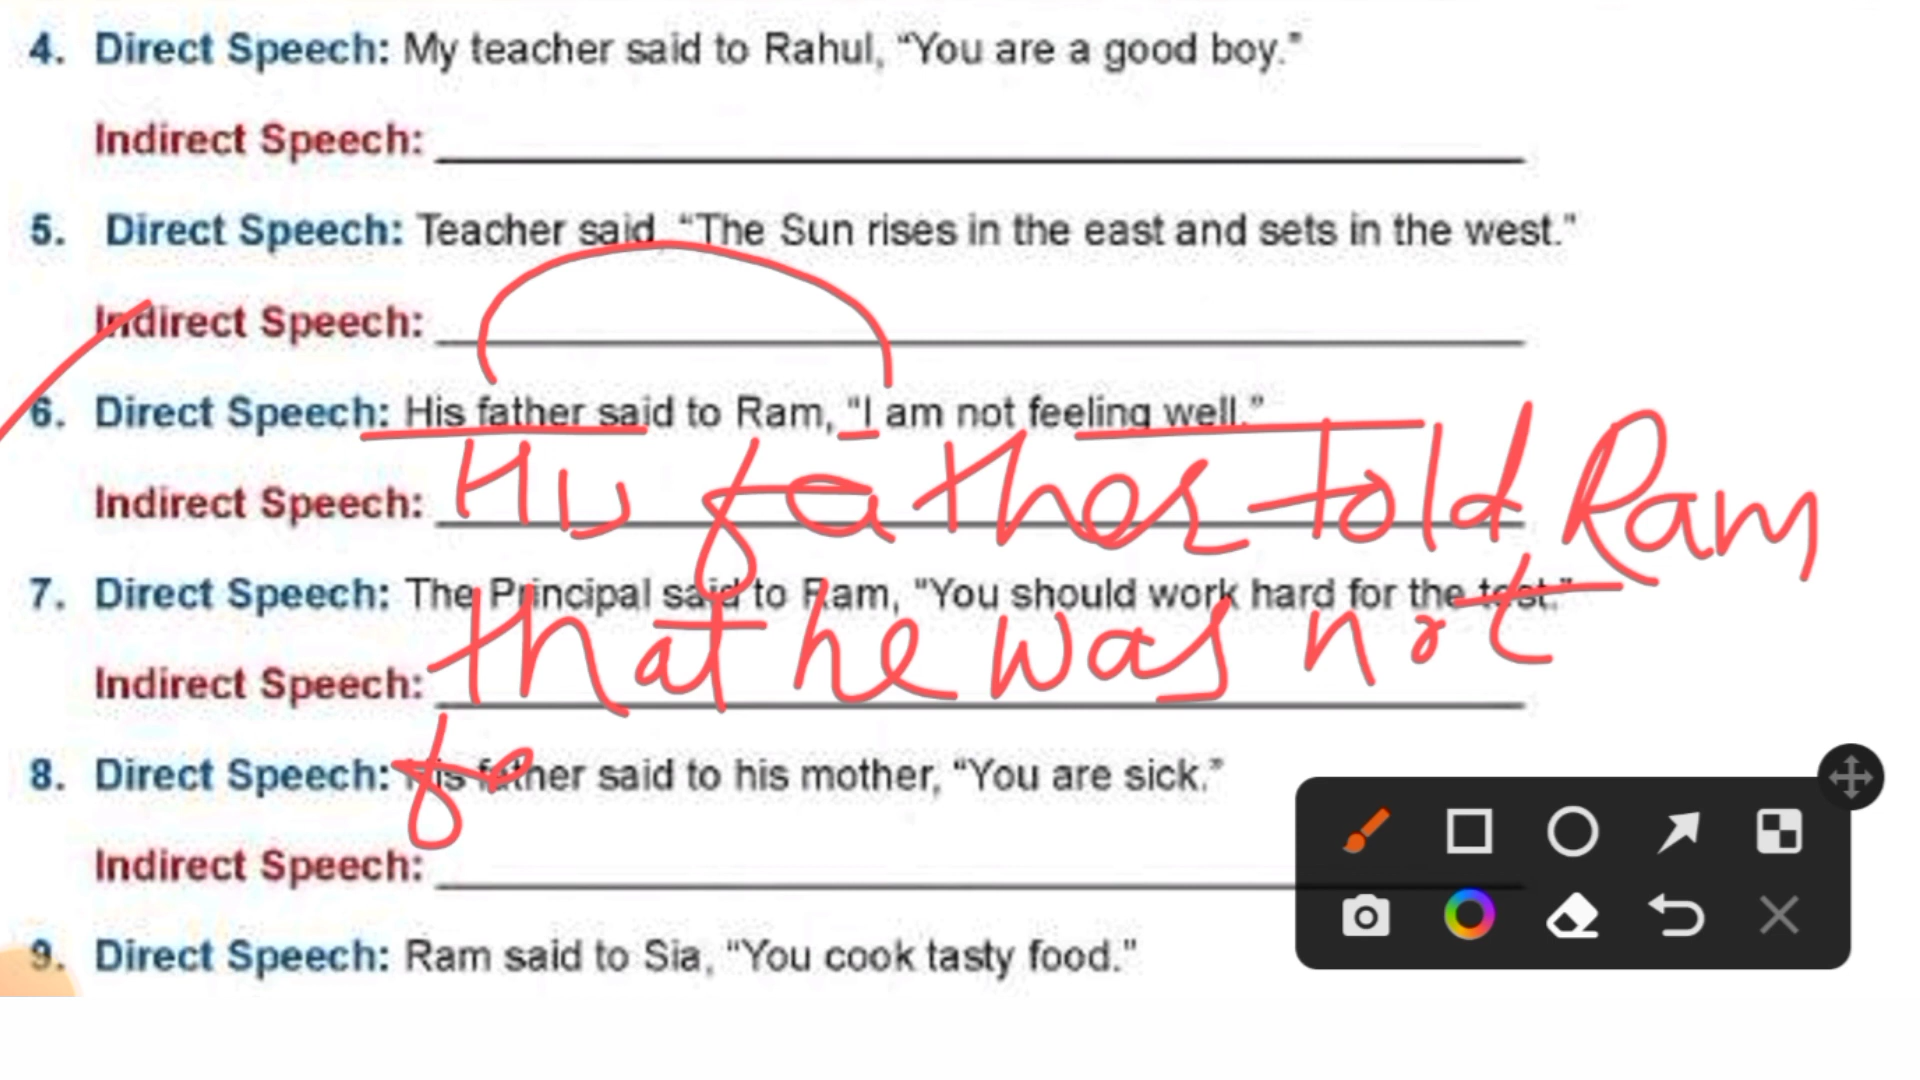 4. Direct Speech: My teacher said to Rahul, “You are a good boy.”
Indirect Speech:
5. Direct Speech: Teacher said, “The Sun rises in the east and sets in the west.”
Indirect Speech:
6. Direct Speech: His father said to Ram, “I am not feeling well.”
Indirect Speech: His father told Ram
7. Direct Speech: The Principal said to Ram, “You should work hard for the test.”
that he was not
Indirect Speech:
fe
8. Direct Speech: His father said to his mother, “You are sick.”
Indirect Speech:
9. Direct Speech: Ram said to Sia, “You cook tasty food.”